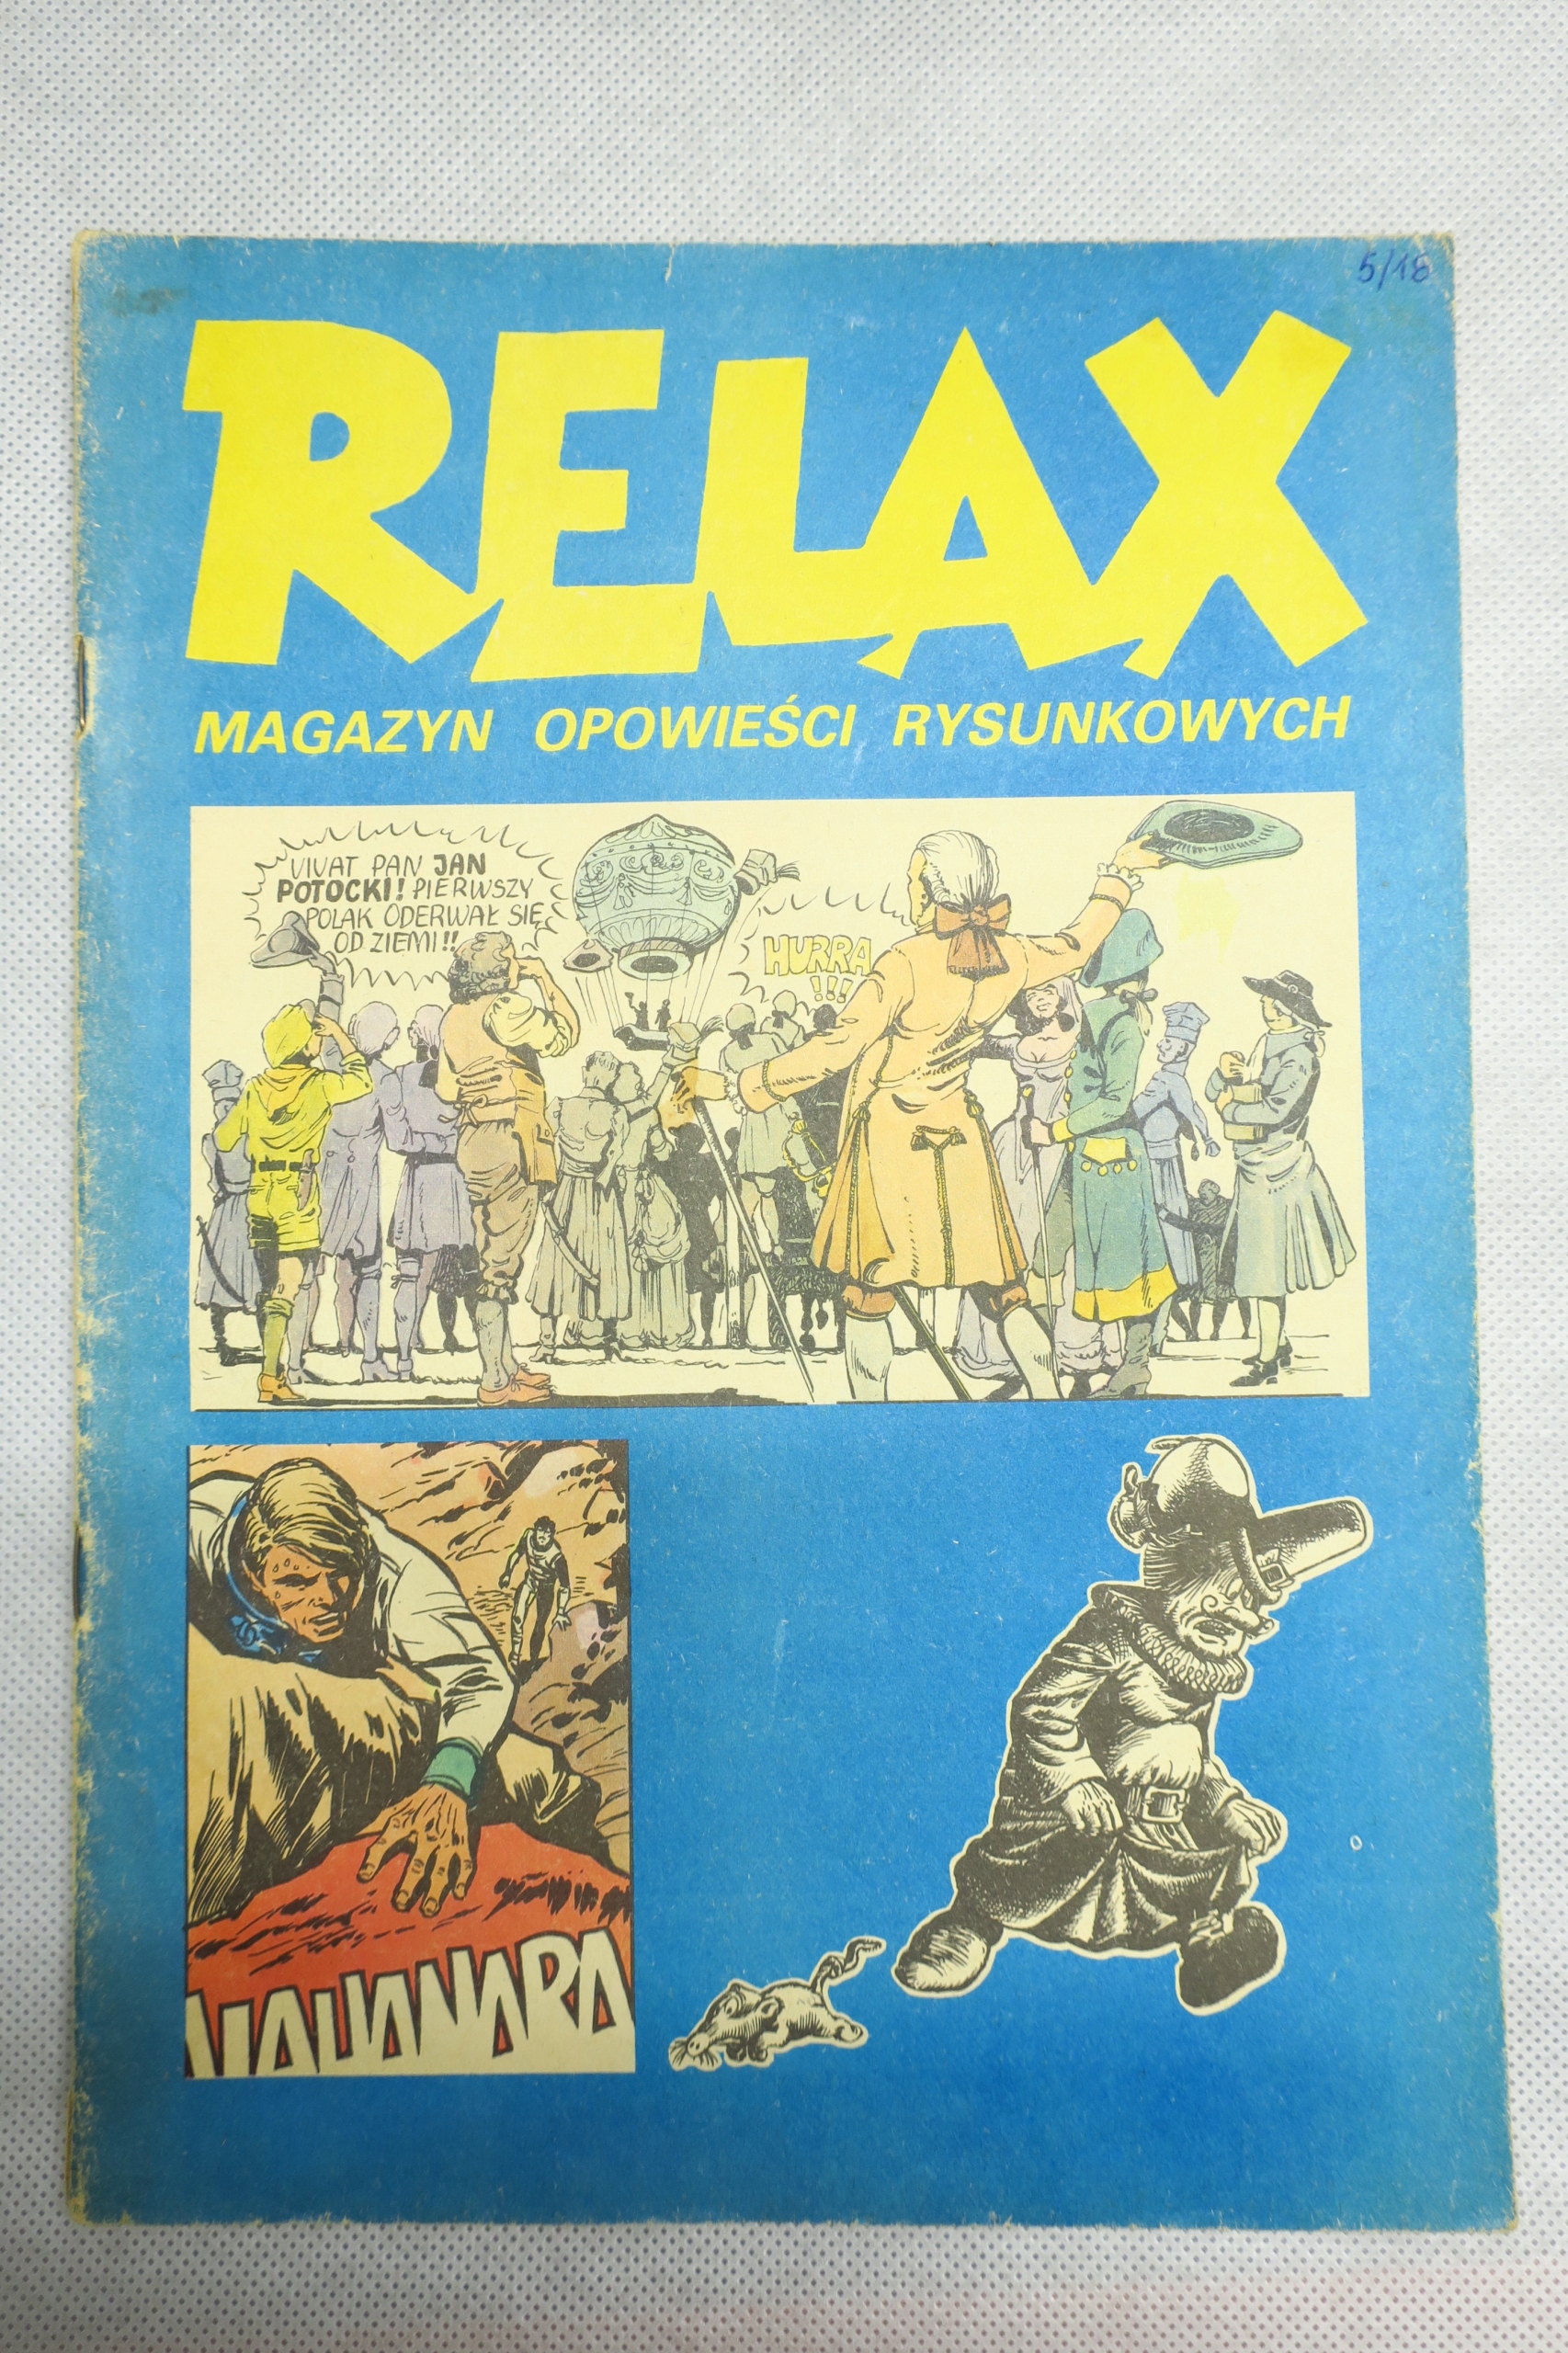 5/18
RELAX
MAGAZYN OPOWIEŚCI RYSUNKOWYCH
VIVAT PAN JAN
POTOCKI! PIERWSZY
POLAK ODERWAŁ SIĘ
OD ZIEMI!!
HURRA
!!!